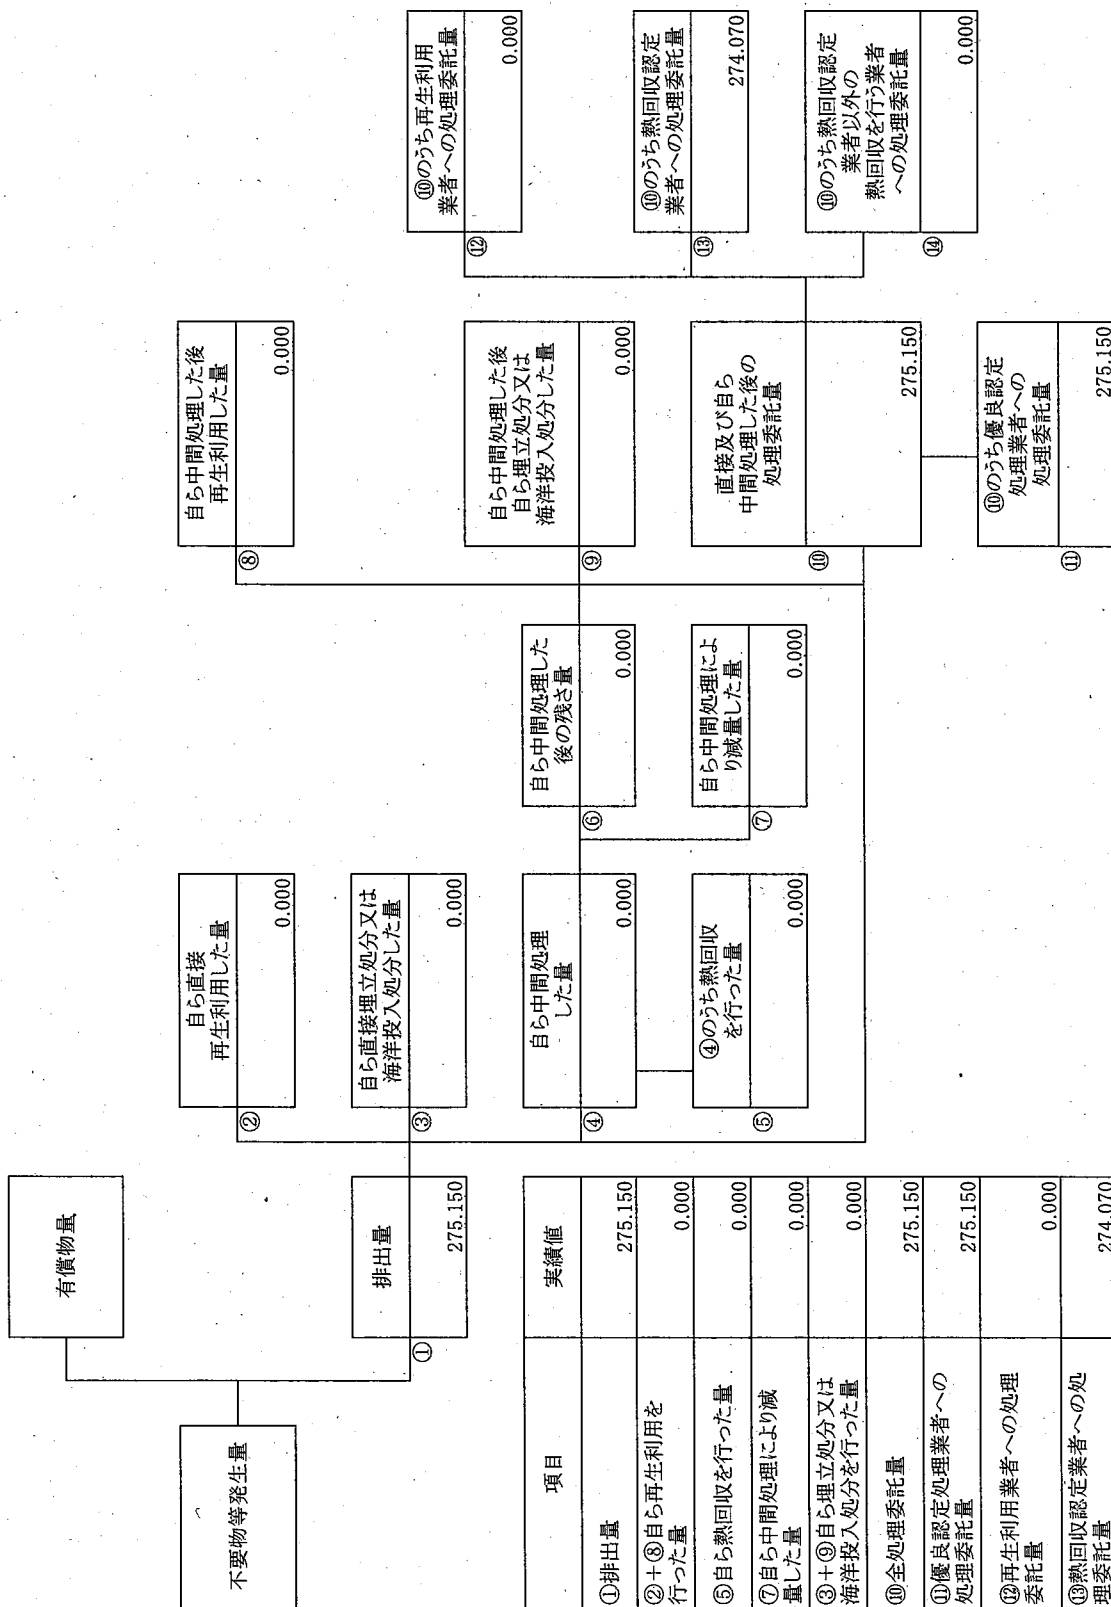 不要物等発生量
有償物量
排出量
①
275.150
自ら直接
再生利用した量
②
0.000
自ら直接埋立処分又は
海洋投入処分した量
③
0.000
自ら中間処理
した量
④
0.000
④のうち熱回収
を行った量
⑤
0.000
自ら中間処理した
後の残さ量
⑥
0.000
自ら中間処理によ
り減量した量
⑦
0.000
自ら中間処理した後
再生利用した量
⑧
0.000
自ら中間処理した後
自ら埋立処分又は
海洋投入処分した量
⑨
0.000
直接及び自ら
中間処理した後の
処理委託量
⑩
275.150
⑩のうち優良認定
処理業者への
処理委託量
⑪
275.150
⑩のうち再生利用
業者への処理委託量
⑫
0.000
⑩のうち熱回収認定
業者への処理委託量
⑬
274.070
⑩のうち熱回収認定
業者以外の
熱回収を行う業者
への処理委託量
⑭
0.000
項目 実績値
①排出量 275.150
②+⑧自ら再生利用を
行った量 0.000
⑤自ら熱回収を行った量 0.000
⑦自ら中間処理により減
量した量 0.000
③+⑨自ら埋立処分又は
海洋投入処分を行った量 0.000
⑩全処理委託量 275.150
⑪優良認定処理業者への
処理委託量 275.150
⑫再生利用業者への処理
委託量 0.000
⑬熱回収認定業者への処
理委託量 274.070